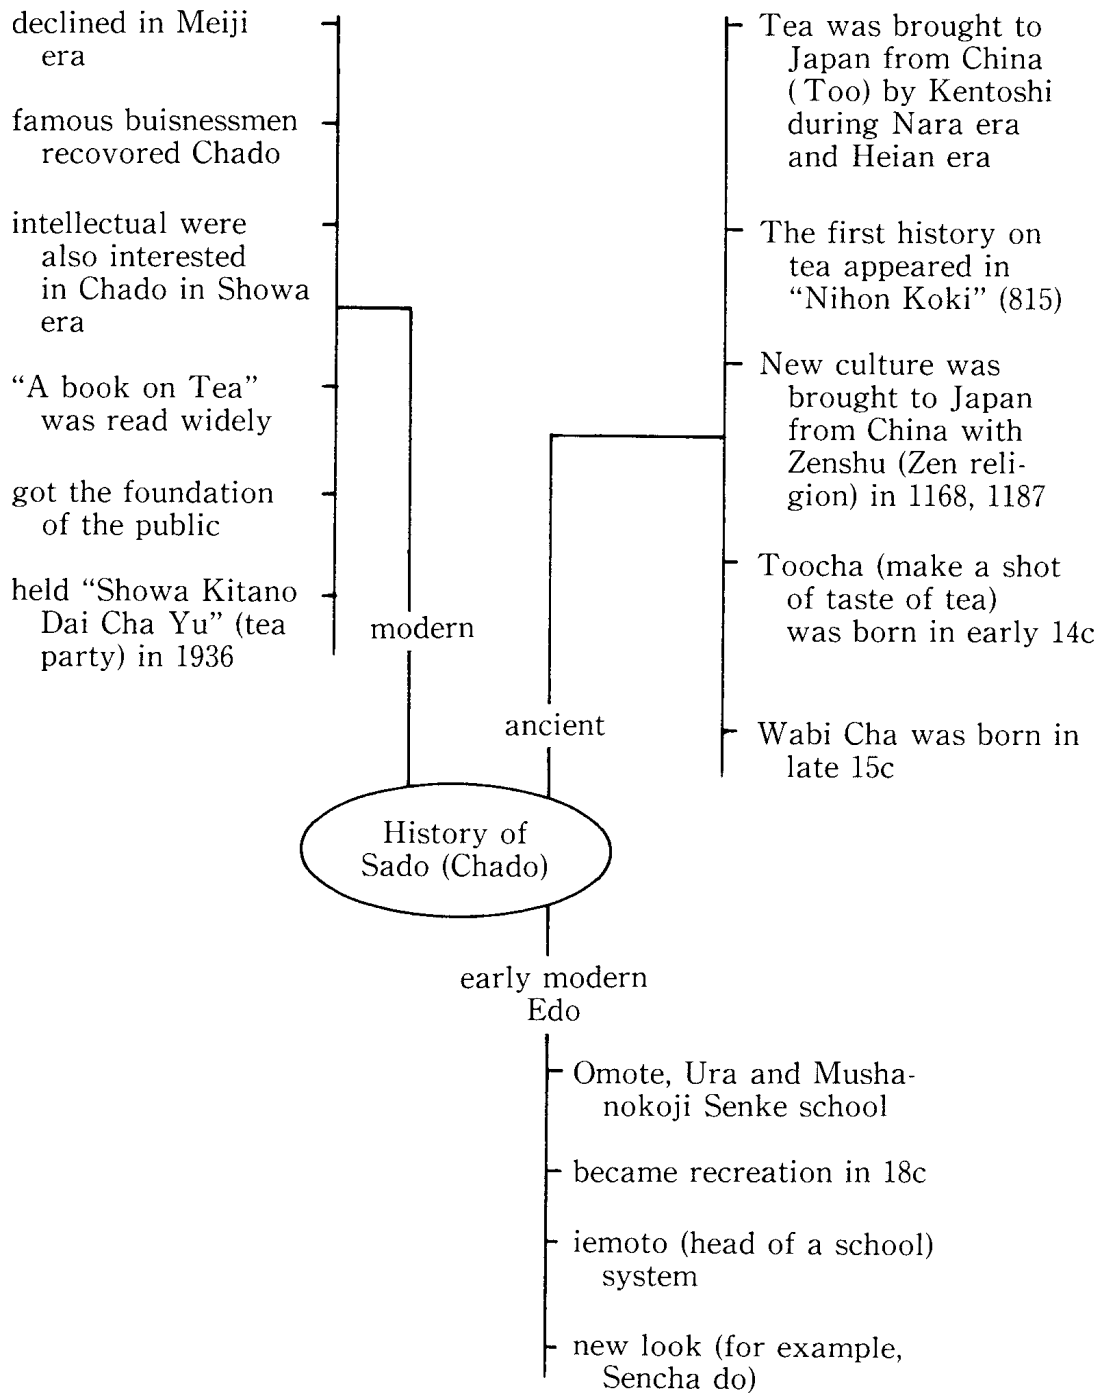 declined in Meiji
era
famous buisnessmen
recovored Chado
intellectual were
also interested
in Chado in Showa
era
“A book on Tea”
was read widely
got the foundation
of the public
held “Showa Kitano
Dai Cha Yu” (tea
party) in 1936
modern
Tea was brought to
Japan from China
(Too) by Kentoshi
during Nara era
and Heian era
The first history on
tea appeared in
“Nihon Koki” (815)
New culture was
brought to Japan
from China with
Zenshu (Zen reli-
gion) in 1168, 1187
Toocha (make a shot
of taste of tea)
was born in early 14c
Wabi Cha was born in
late 15c
ancient
History of
Sado (Chado)
early modern
Edo
Omote, Ura and Musha-
nokoji Senke school
became recreation in 18c
iemoto (head of a school)
system
new look (for example,
Sencha do)